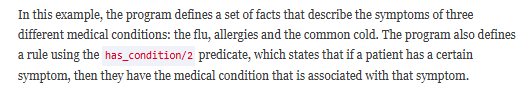 In this example, the program defines a set of facts that describe the symptoms of three
different medical conditions: the flu, allergies and the common cold. The program also defines
a rule using the has_condition/2 predicate, which states that if a patient has a certain
symptom, then they have the medical condition that is associated with that symptom.